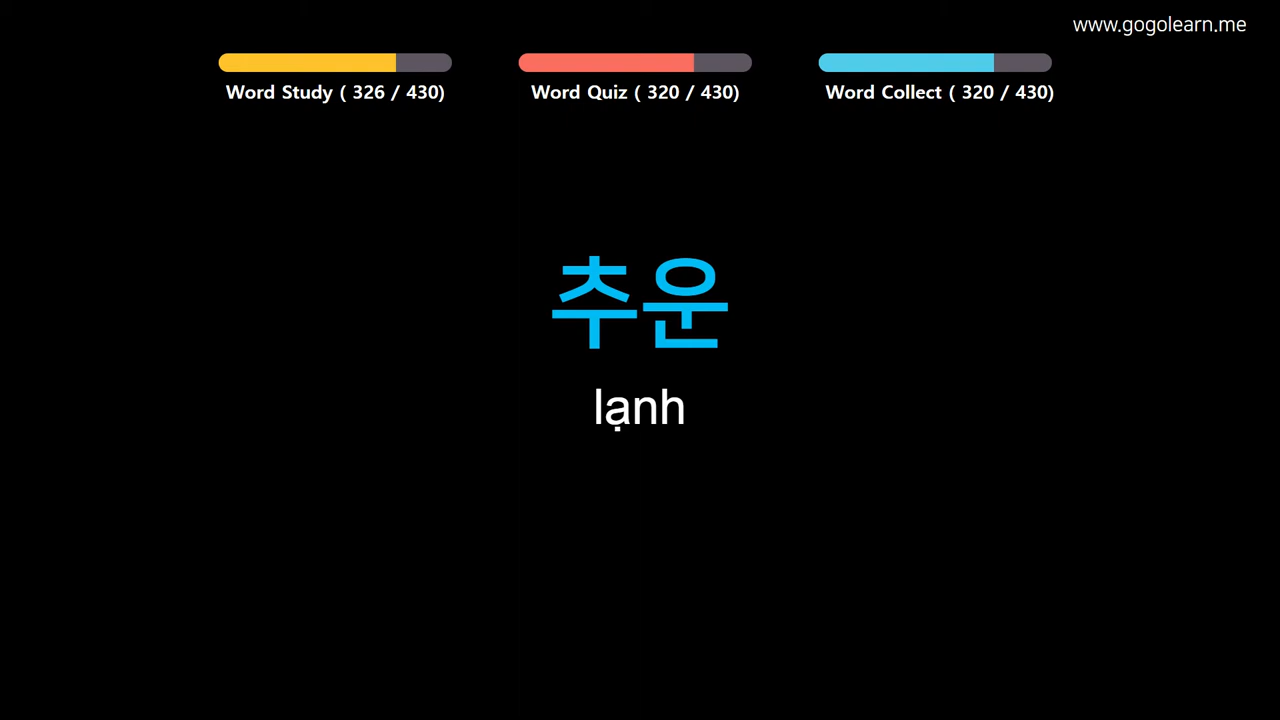 www.gogolearn.me
Word Study ( 326 / 430)
Word Quiz ( 320 / 430)
Word Collect ( 320 / 430)
추운
lạnh